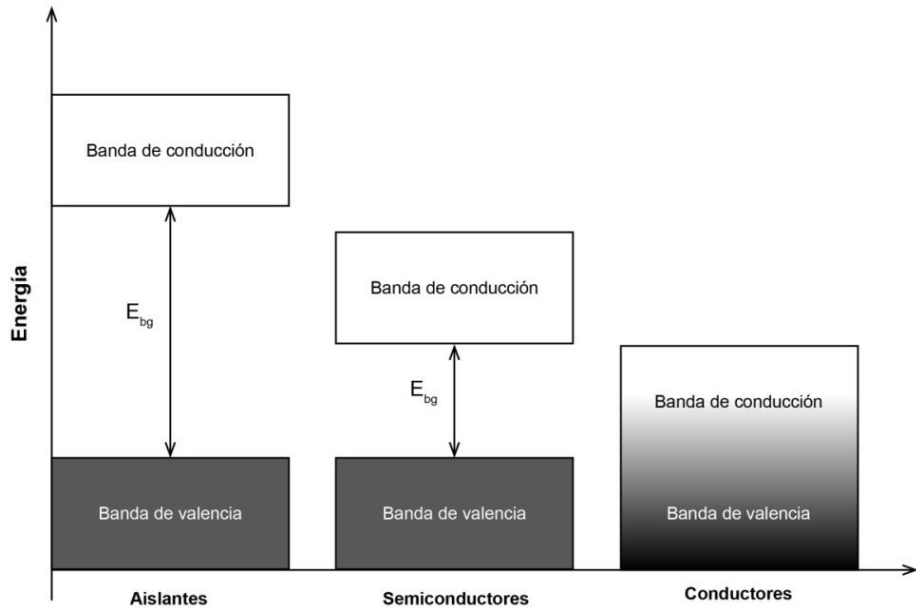 Energía
Banda de conducción
E_bg
Banda de valencia
Aislantes
Banda de conducción
E_bg
Banda de valencia
Semiconductores
Banda de conducción
Banda de valencia
Conductores